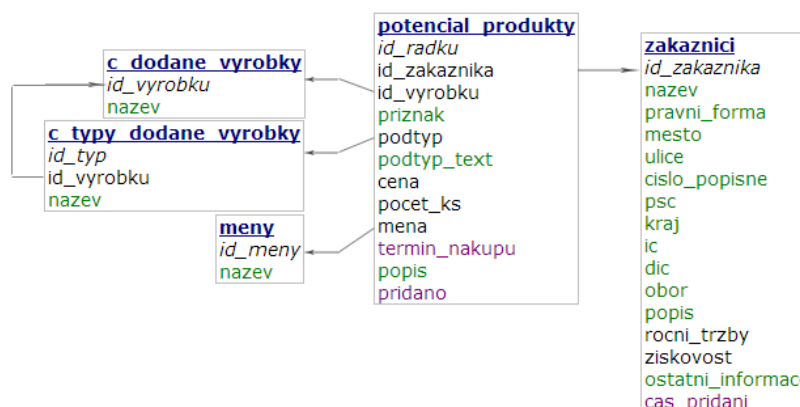 c_dodane_vyrobky
id_vyrobku
nazev
c_typy_dodane_vyrobky
id_typ
id_vyrobku
nazev
meny
id_meny
nazev
potencial_produkty
id_radku
id_zakaznika
id_vyrobku
priznak
podtyp
podtyp_text
cena
pocet_ks
mena
termin_nakupu
popis
pridano
zakaznici
id_zakaznika
nazev
pravni_forma
mesto
ulice
cislo_popisne
psc
kraj
ic
dic
obor
popis
rocni_trzby
ziskovost
ostatni_informac
cas_pridani